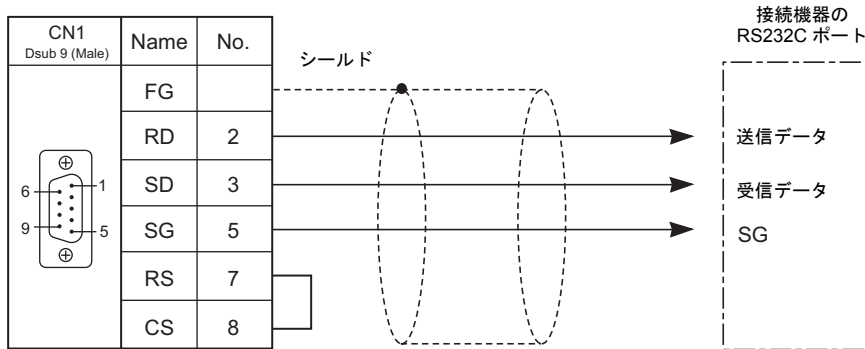 CN1
Dsub 9 (Male)
Name
No.
接続機器の
RS232C ポート
シールド
FG
RD
2
送信データ
SD
3
受信データ
SG
5
SG
RS
7
CS
8
6
1
9
5